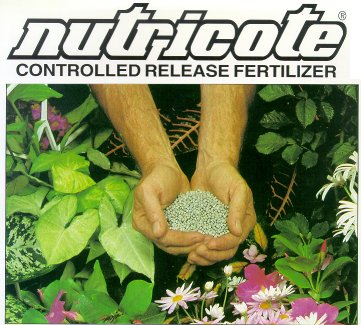 nutricote®
CONTROLLED RELEASE FERTILIZER